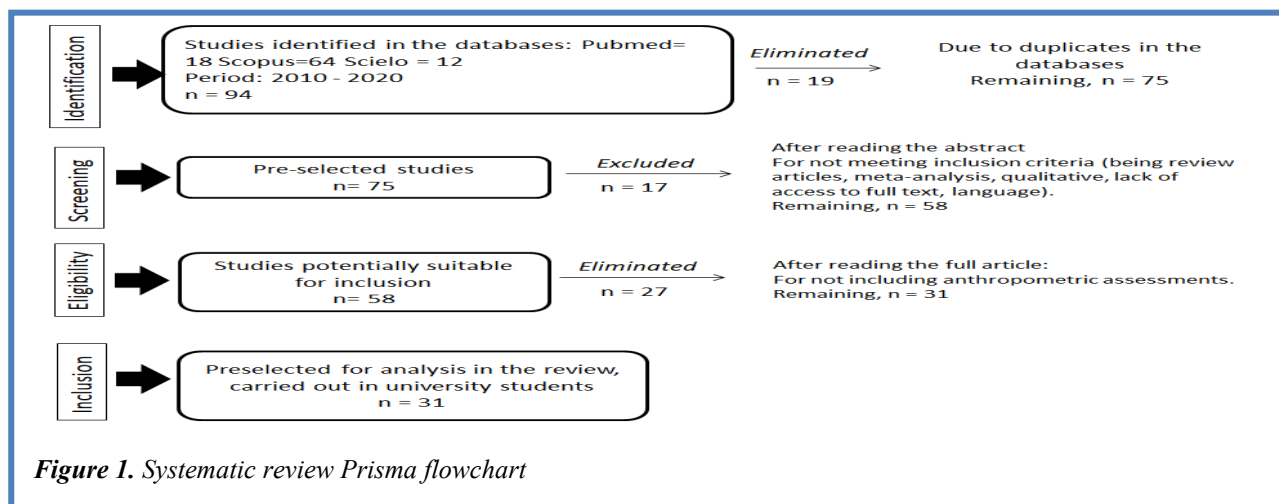 Identification
Studies identified in the databases: Pubmed=
18 Scopus=64 Scielo = 12
Period: 2010 - 2020
n = 94
Eliminated
n = 19
Due to duplicates in the
databases
Remaining, n = 75
Screening
Pre-selected studies
n= 75
Excluded
n = 17
After reading the abstract
For not meeting inclusion criteria (being review
articles, meta-analysis, qualitative, lack of
access to full text, language).
Remaining, n = 58
Eligibility
Studies potentially suitable
for inclusion
n= 58
Eliminated
n = 27
After reading the full article:
For not including anthropometric assessments.
Remaining, n = 31
Inclusion
Preselected for analysis in the review,
carried out in university students
n = 31
Figure 1. Systematic review Prisma flowchart